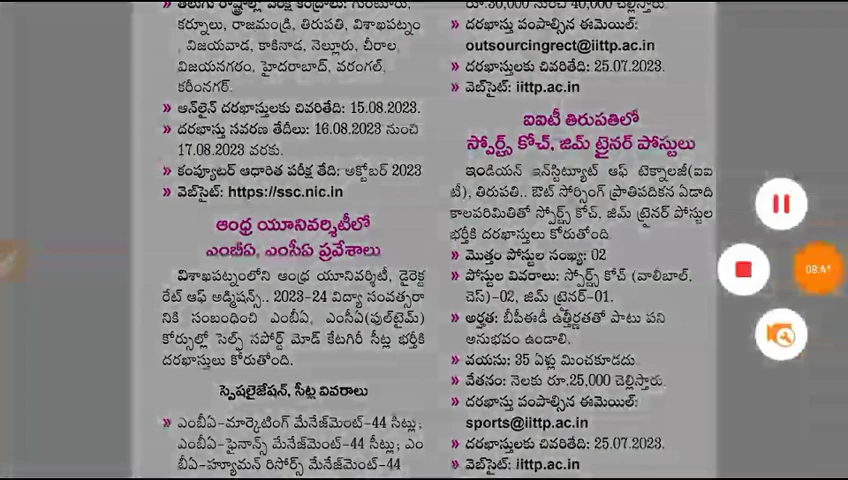 తెలుగు రాష్ట్రాల్లో పరీక్ష కేంద్రాలు: గుంటూరు,
కర్నూలు, రాజమండ్రి, తిరుపతి, విశాఖపట్నం
, విజయవాడ, కాకినాడ, నెల్లూరు, చీరాల,
విజయనగరం, హైదరాబాద్, వరంగల్,
కరీంనగర్.
» ఆన్‌లైన్ దరఖాస్తులకు చివరితేది: 15.08.2023.
» దరఖాస్తు సవరణ తేదీలు: 16.08.2023 నుంచి
17.08.2023 వరకు.
» కంప్యూటర్ ఆధారిత పరీక్ష తేది: అక్టోబర్ 2023
» వెబ్‌సైట్: https://ssc.nic.in
ఆంధ్ర యూనివర్శిటీలో
ఎంబీఏ, ఎంసీఏ ప్రవేశాలు
విశాఖపట్నంలోని ఆంధ్ర యూనివర్శిటీ, డైరెక్ట
రేట్ ఆఫ్ అడ్మిషన్స్.. 2023-24 విద్యా సంవత్సరా
నికి సంబంధించి ఎంబీఏ, ఎంసీఏ(ఫుల్‌టైమ్)
కోర్సుల్లో సెల్ఫ్ సపోర్ట్ మోడ్ కేటగిరీ సీట్ల భర్తీకి
దరఖాస్తులు కోరుతోంది.
స్పెషలైజేషన్, సీట్ల వివరాలు
» ఎంబీఏ-మార్కెటింగ్ మేనేజ్‌మెంట్-44 సీట్లు;
ఎంబీఏ-ఫైనాన్స్ మేనేజ్‌మెంట్-44 సీట్లు; ఎం
బీఏ-హ్యూమన్ రిసోర్స్ మేనేజ్‌మెంట్-44
రూ.30,000 నుంచి 40,000 చెల్లిస్తారు.
» దరఖాస్తు పంపాల్సిన ఈమెయిల్:
outsourcingrect@iittp.ac.in
» దరఖాస్తులకు చివరితేది: 25.07.2023.
» వెబ్‌సైట్: iittp.ac.in
ఐఐటీ తిరుపతిలో
స్పోర్ట్స్ కోచ్, జిమ్ ట్రైనర్ పోస్టులు
ఇండియన్ ఇన్‌స్టిట్యూట్ ఆఫ్ టెక్నాలజీ(ఐఐ
టీ), తిరుపతి.. ఔట్ సోర్సింగ్ ప్రాతిపదికన ఏడాది
కాలపరిమితితో స్పోర్ట్స్ కోచ్, జిమ్ ట్రైనర్ పోస్టుల
భర్తీకి దరఖాస్తులు కోరుతోంది.
» మొత్తం పోస్టుల సంఖ్య: 02
» పోస్టుల వివరాలు: స్పోర్ట్స్ కోచ్ (వాలీబాల్,
చెస్)-02, జిమ్ ట్రైనర్-01.
» అర్హత: బీపీఈడీ ఉత్తీర్ణతతో పాటు పని
అనుభవం ఉండాలి.
» వయసు: 35 ఏళ్లు మించకూడదు.
» వేతనం: నెలకు రూ.25,000 చెల్లిస్తారు.
» దరఖాస్తు పంపాల్సిన ఈమెయిల్:
sports@iittp.ac.in
» దరఖాస్తులకు చివరితేది: 25.07.2023.
» వెబ్‌సైట్: iittp.ac.in
08:41